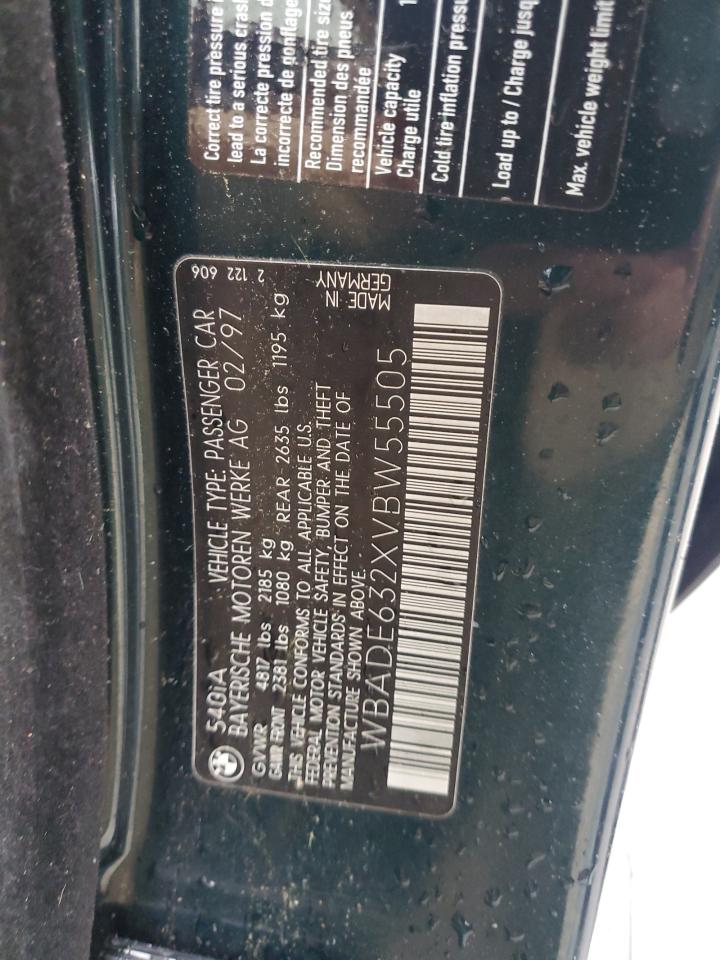 Correct tire pressure
lead to a serious crash
La correcte pression d
incorrecte de gonflage
Recommended tire size
Dimension des pneus
recommandee
Vehicle capacity 1
Charge utile
Cold tire inflation pressu
Load up to / Charge jusq
Max. vehicle weight limit
2 122 606
540iA VEHICLE TYPE: PASSENGER CAR
BAYERISCHE MOTOREN WERKE AG 02/97
GVWR 4817 lbs 2185 kg
GAWR FRONT 2381 lbs 1080 kg REAR 2635 lbs 1195 kg
THIS VEHICLE CONFORMS TO ALL APPLICABLE U.S.
FEDERAL MOTOR VEHICLE SAFETY, BUMPER AND THEFT
PREVENTION STANDARDS IN EFFECT ON THE DATE OF
MANUFACTURE SHOWN ABOVE.
MADE IN
GERMANY
WBADE632XVBW55505